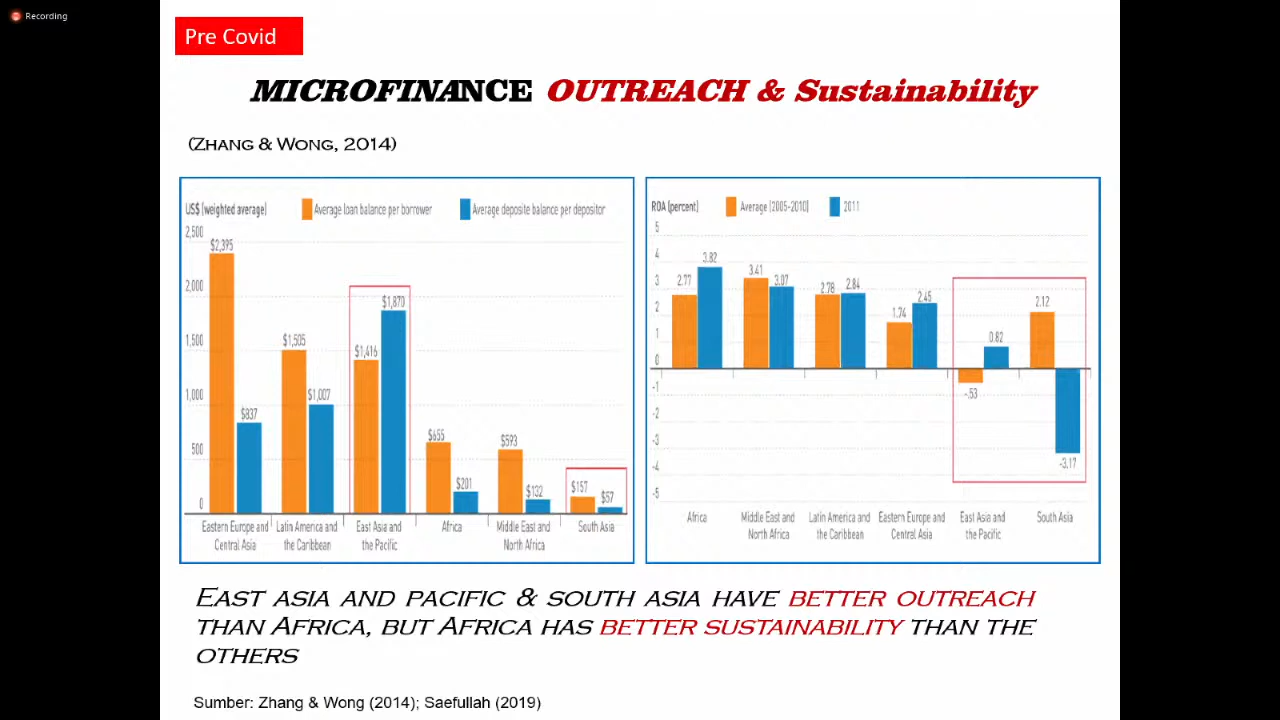 Recording
Pre Covid
MICROFINANCE OUTREACH & Sustainability
(Zhang & Wong, 2014)
US$ (weighted average)
Average loan balance per borrower
Average deposite balance per depositor
2,500
2,000
1,500
1,000
500
0
$2,395
$837
$1,505
$1,007
$1,416
$1,870
$655
$201
$593
$132
$157
$57
Eastern Europe and
Central Asia
Latin America and
the Caribbean
East Asia and
the Pacific
Africa
Middle East and
North Africa
South Asia
ROA (percent)
Average (2005-2010)
2011
5
4
3
2
1
0
-1
-2
-3
-4
-5
2.77
3.82
3.41
3.07
2.78
2.84
1.74
2.45
-.53
0.82
2.12
-3.17
Africa
Middle East and
North Africa
Latin America and
the Caribbean
Eastern Europe and
Central Asia
East Asia and
the Pacific
South Asia
East Asia and Pacific & South Asia have better outreach
than Africa, but Africa has better sustainability than the
others
Sumber: Zhang & Wong (2014); Saefullah (2019)